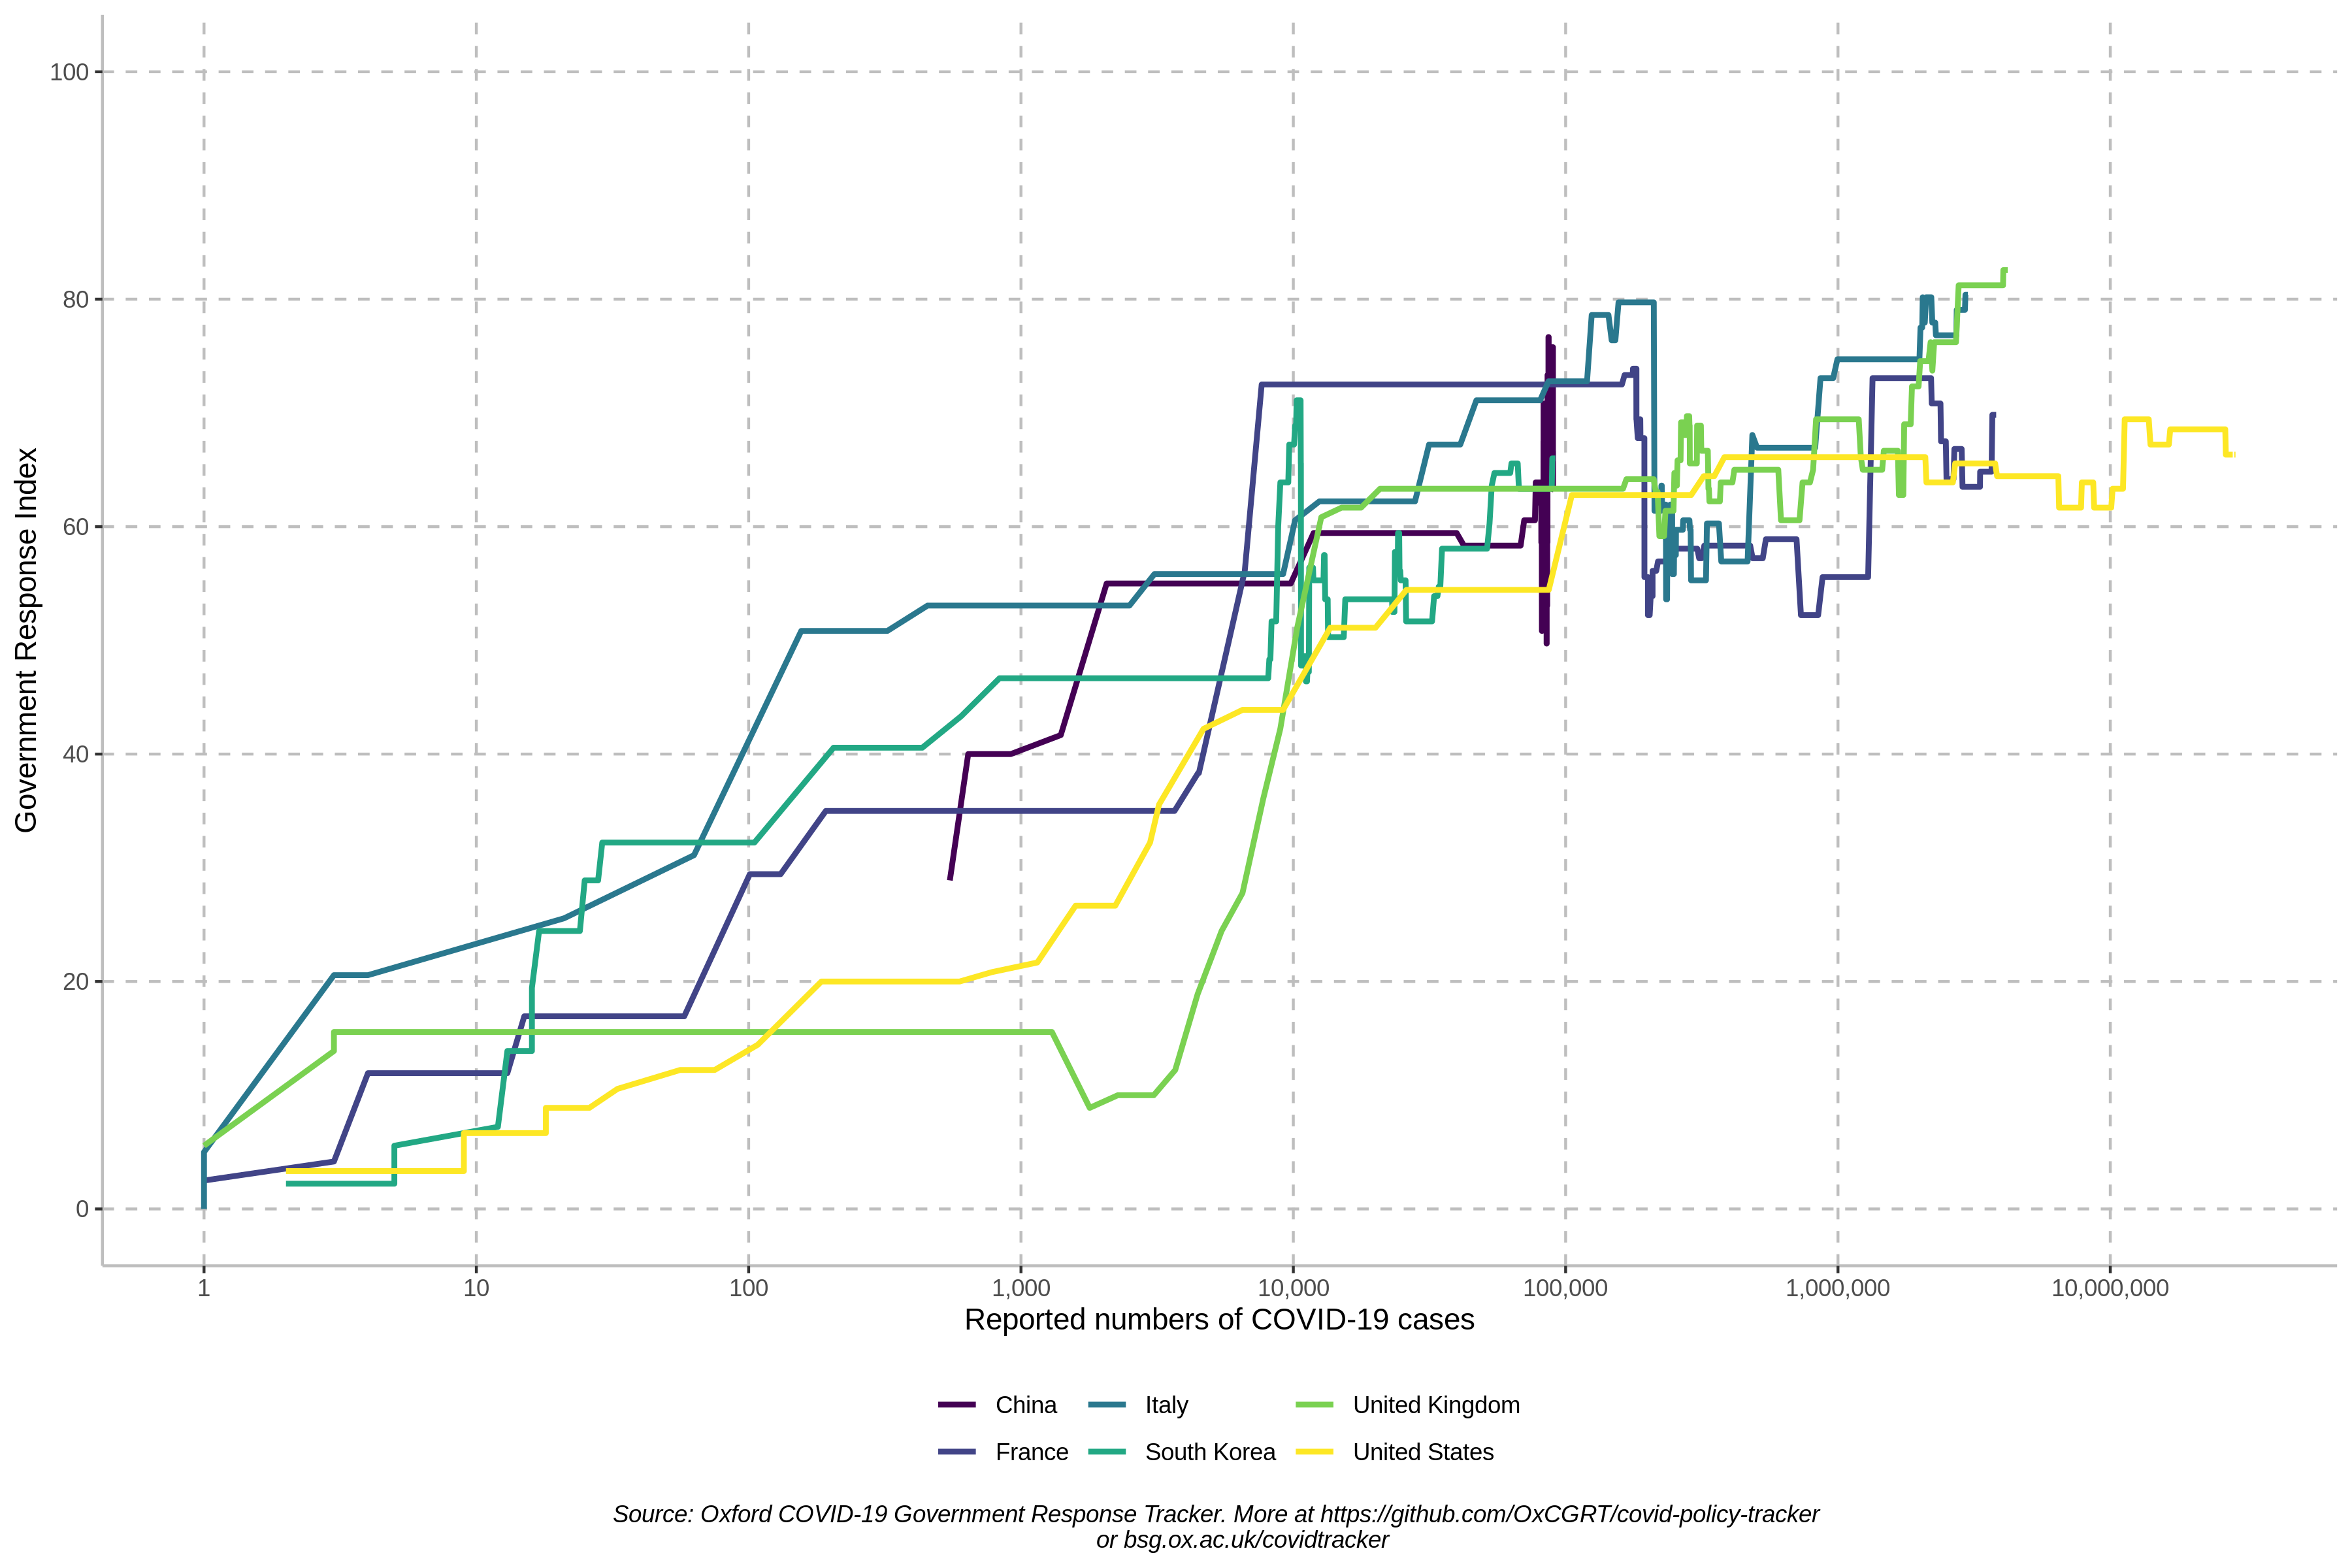 Government Response Index
100
80
60
40
20
0
1 10 100 1,000 10,000 100,000 1,000,000 10,000,000
Reported numbers of COVID-19 cases
China Italy United Kingdom
France South Korea United States
Source: Oxford COVID-19 Government Response Tracker. More at https://github.com/OxCGRT/covid-policy-tracker
or bsg.ox.ac.uk/covidtracker